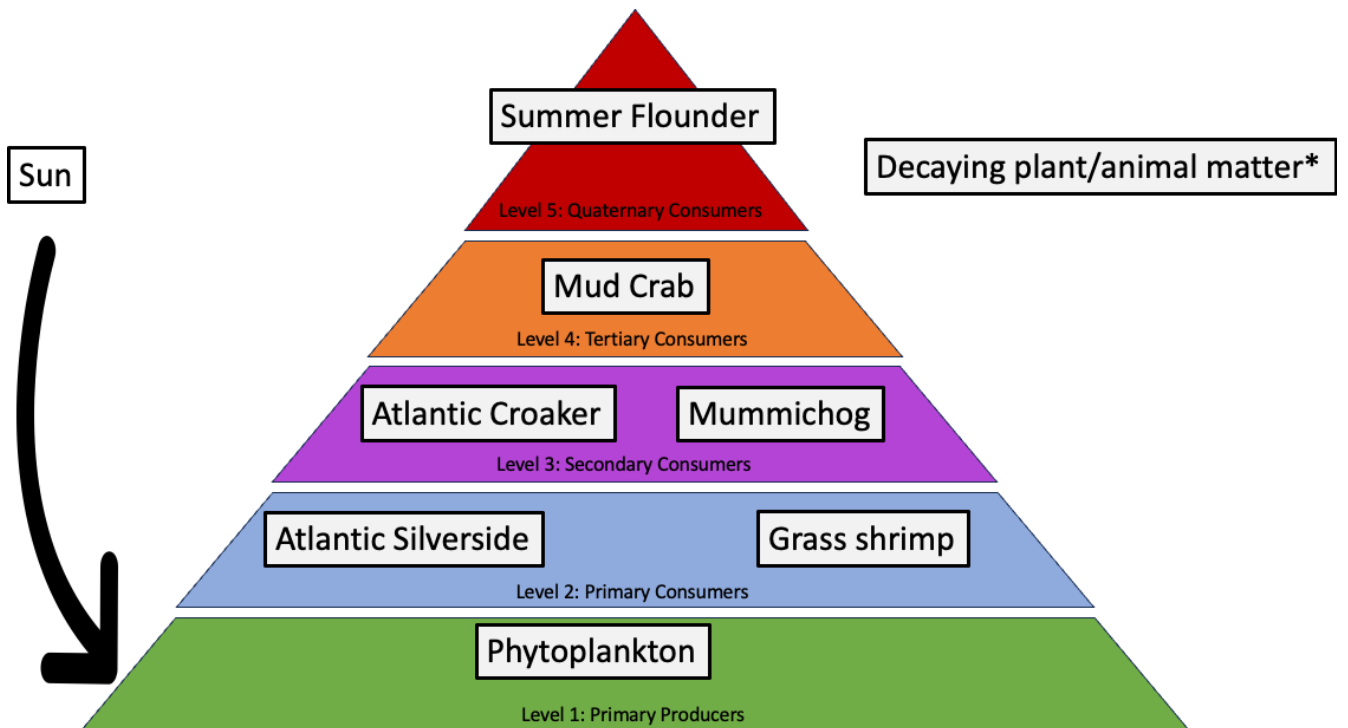 Summer Flounder
Sun
Decaying plant/animal matter*
Level 5: Quaternary Consumers
Mud Crab
Level 4: Tertiary Consumers
Atlantic Croaker
Mummichog
Level 3: Secondary Consumers
Atlantic Silverside
Grass shrimp
Level 2: Primary Consumers
Phytoplankton
Level 1: Primary Producers